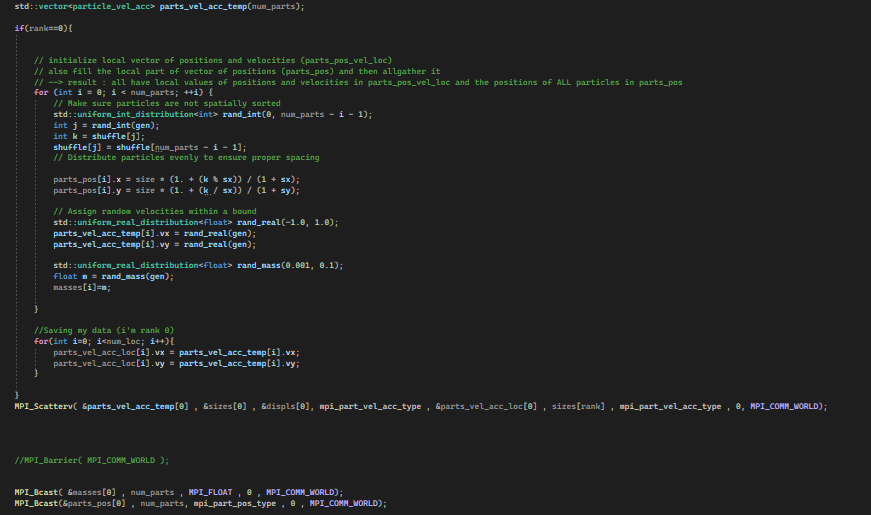 std::vector<particle_vel_acc> parts_vel_acc_temp(num_parts);
if(rank==0){
// initialize local vector of positions and velocities (parts_pos_vel_loc)
// also fill the local part of vector of positions (parts_pos) and then allgather it
// --> result : all have local values of positions and velocities in parts_pos_vel_loc and the positions of ALL particles in parts_pos
for (int i = 0; i < num_parts; ++i) {
// Make sure particles are not spatially sorted
std::uniform_int_distribution<int> rand_int(0, num_parts - i - 1);
int j = rand_int(gen);
int k = shuffle[j];
shuffle[j] = shuffle[num_parts - i - 1];
// Distribute particles evenly to ensure proper spacing
parts_pos[i].x = size * (1. + (k % sx)) / (1 + sx);
parts_pos[i].y = size * (1. + (k / sx)) / (1 + sy);
// Assign random velocities within a bound
std::uniform_real_distribution<float> rand_real(-1.0, 1.0);
parts_vel_acc_temp[i].vx = rand_real(gen);
parts_vel_acc_temp[i].vy = rand_real(gen);
std::uniform_real_distribution<float> rand_mass(0.001, 0.1);
float m = rand_mass(gen);
masses[i]=m;
}
//Saving my data (i'm rank 0)
for(int i=0; i<num_loc; i++){
parts_vel_acc_loc[i].vx = parts_vel_acc_temp[i].vx;
parts_vel_acc_loc[i].vy = parts_vel_acc_temp[i].vy;
}
}
MPI_Scatterv( &parts_vel_acc_temp[0] , &sizes[0] , &displs[0], mpi_part_vel_acc_type , &parts_vel_acc_loc[0] , sizes[rank] , mpi_part_vel_acc_type , 0, MPI_COMM_WORLD);
//MPI_Barrier( MPI_COMM_WORLD );
MPI_Bcast( &masses[0] , num_parts , MPI_FLOAT , 0 , MPI_COMM_WORLD);
MPI_Bcast(&parts_pos[0] , num_parts, mpi_part_pos_type , 0 , MPI_COMM_WORLD);